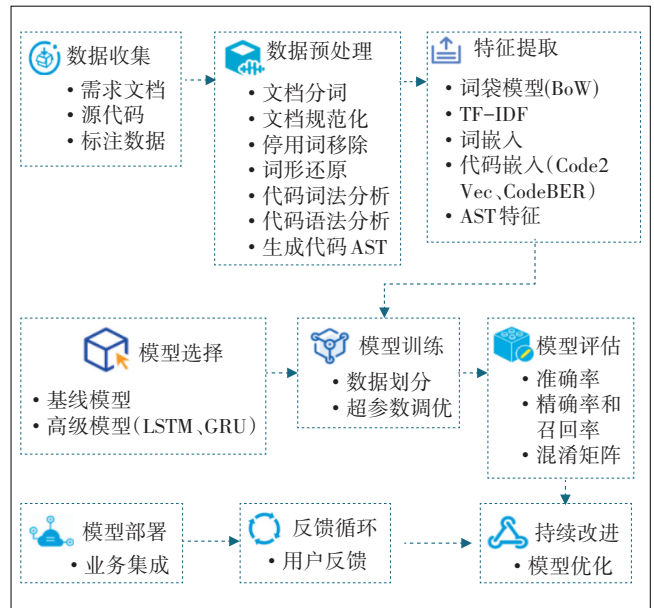 数据收集
• 需求文档
• 源代码
• 标注数据
数据预处理
• 文档分词
• 文档规范化
• 停用词移除
• 词形还原
• 代码词法分析
• 代码语法分析
• 生成代码 AST
特征提取
• 词袋模型(BoW)
• TF-IDF
• 词嵌入
• 代码嵌入(Code2
Vec、CodeBER)
• AST 特征
模型选择
• 基线模型
• 高级模型(LSTM、GRU)
模型训练
• 数据划分
• 超参数调优
模型评估
• 准确率
• 精确率和
召回率
• 混淆矩阵
模型部署
• 业务集成
反馈循环
• 用户反馈
持续改进
• 模型优化